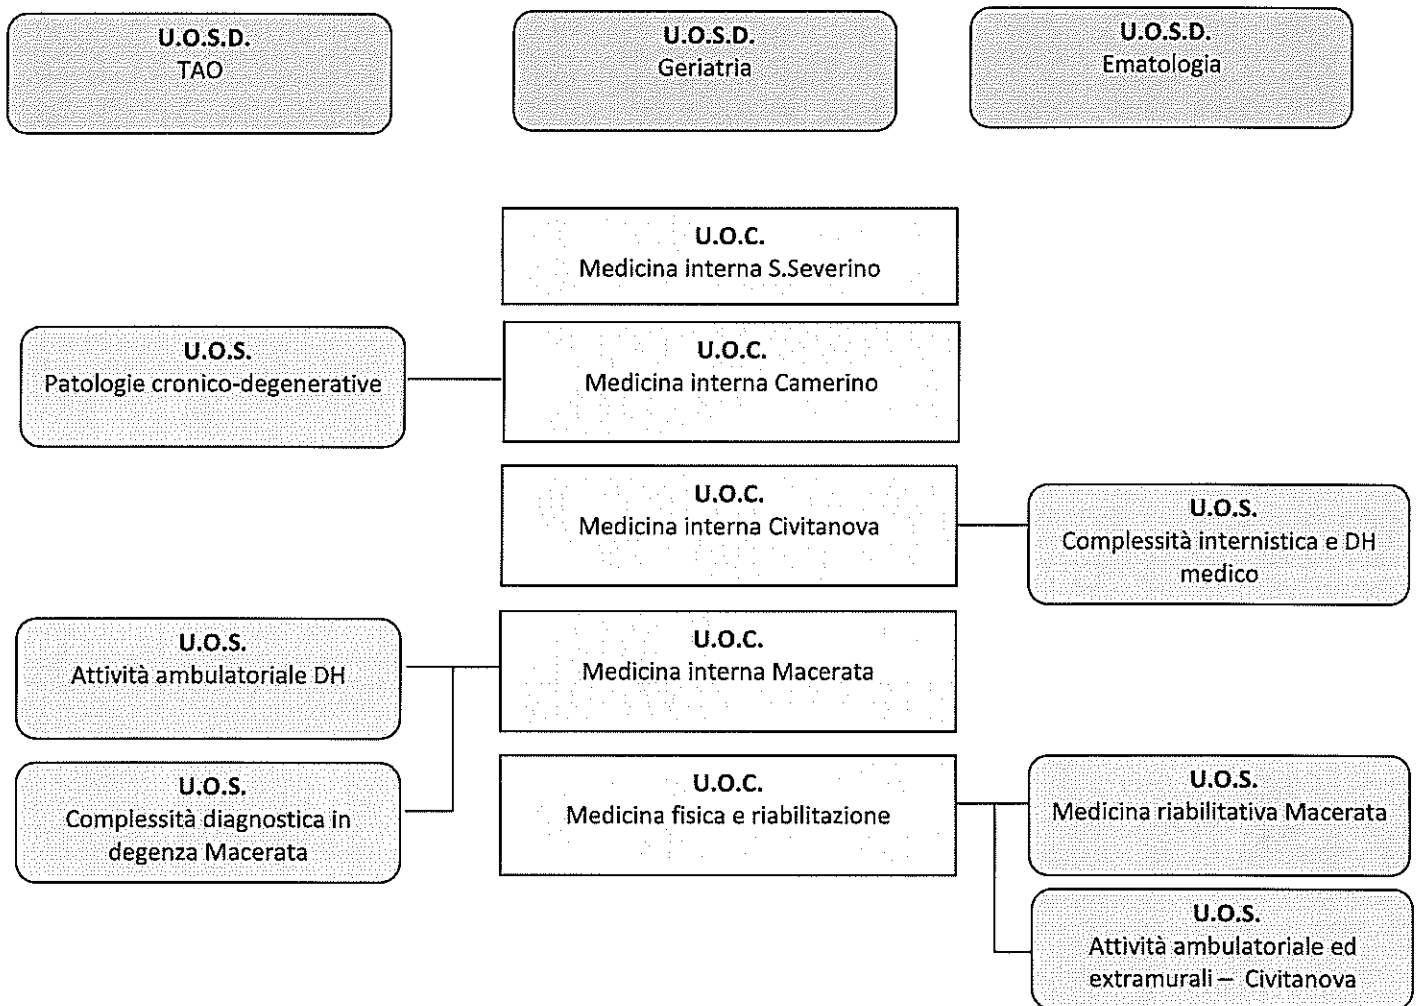 U.O.S.D.
TAO
U.O.S.D.
Geriatria
U.O.S.D.
Ematologia
U.O.C.
Medicina interna S.Severino
U.O.S.
Patologie cronico-degenerative
U.O.C.
Medicina interna Camerino
U.O.C.
Medicina interna Civitanova
U.O.S.
Complessità internistica e DH
medico
U.O.S.
Attività ambulatoriale DH
U.O.C.
Medicina interna Macerata
U.O.S.
Complessità diagnostica in
degenza Macerata
U.O.C.
Medicina fisica e riabilitazione
U.O.S.
Medicina riabilitativa Macerata
U.O.S.
Attività ambulatoriale ed
extramurali – Civitanova